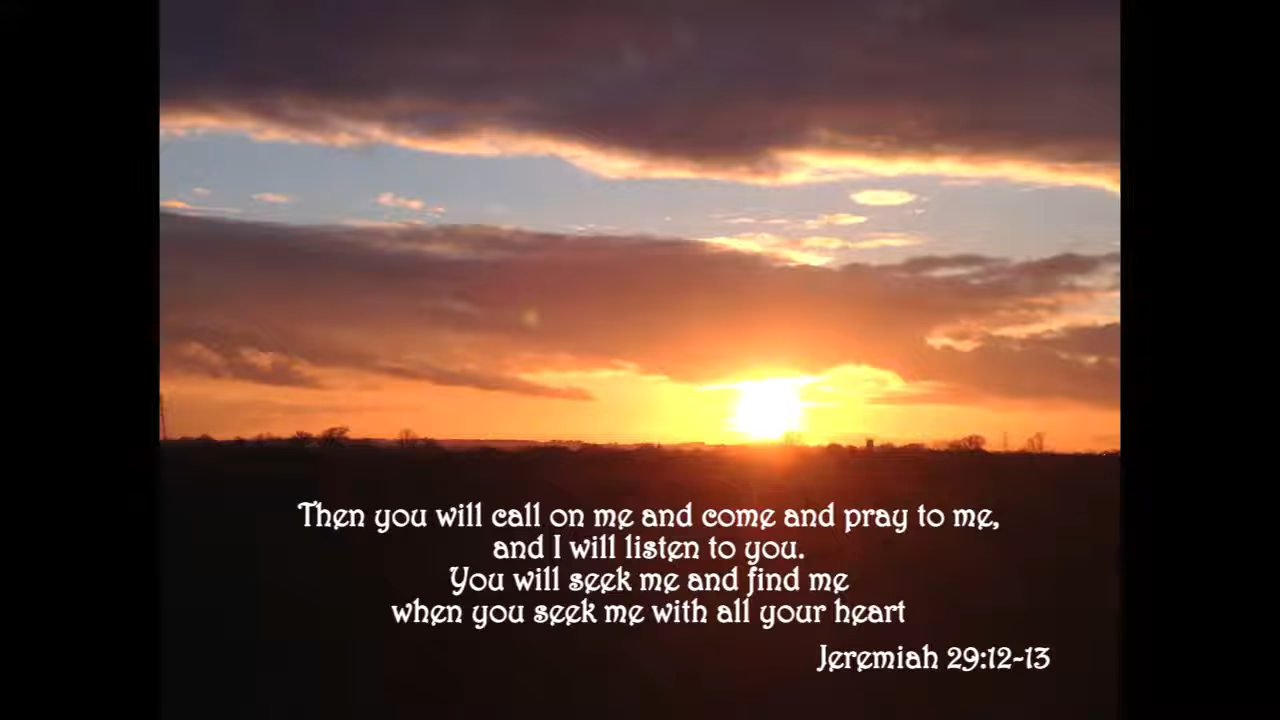 Then you will call on me and come and pray to me,
and I will listen to you.
You will seek me and find me
when you seek me with all your heart
Jeremiah 29:12-13